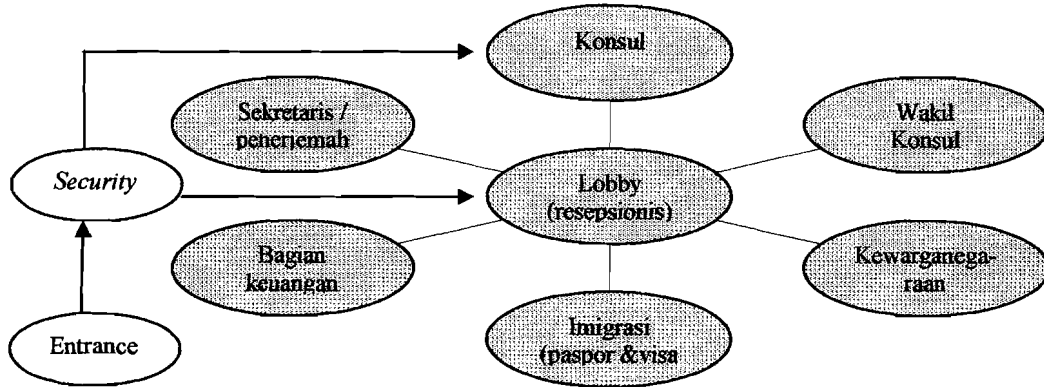 Konsul
Sekretaris /
penerjemah
Wakil
Konsul
Security
Lobby
(resepsionis)
Bagian
keuangan
Kewarganega-
raan
Entrance
Imigrasi
(paspor &visa